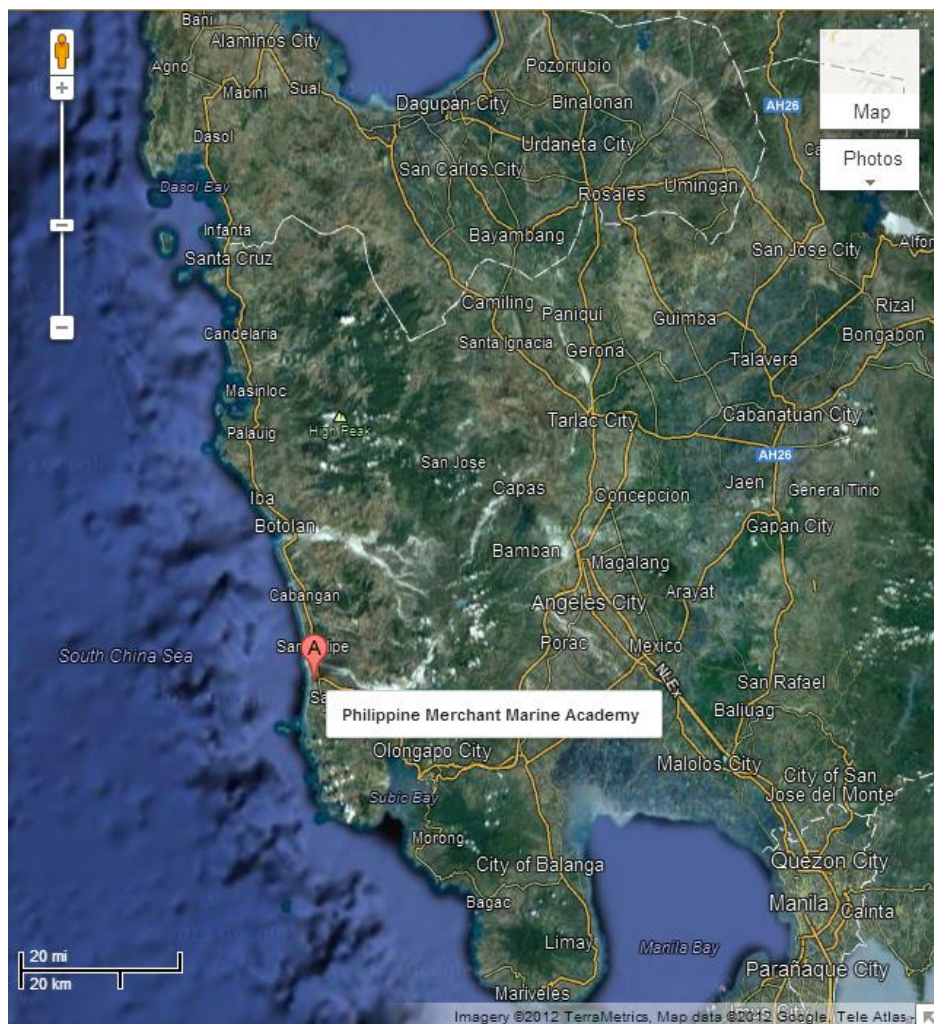 Bani
Alaminos City
Pozorrubio
Agno
Mabini
Sual
Dagupan City
Binalonan
AH26
Map
Dasol
Urdaneta City
Photos
San Carlos City
Dasol Bay
Rosales
Umingan
Infanta
Bayambang
San Jose City
Santa Cruz
Camiling
Paniqui
Rizal
Candelaria
Santa Ignacia
Guimba
Bongabon
Gerona
Talavera
Masinloc
Tarlac City
Cabanatuan City
High Peak
Palauig
AH26
San Jose
Capas
Jaen
General Tinio
Iba
Concepcion
Botolan
Gapan City
Bamban
Magalang
Cabangan
Angeles City
Arayat
A
Porac
Mexico
South China Sea
NLEx
San Rafael
Philippine Merchant Marine Academy
Baliuag
Olongapo City
Malolos City
City of San
Jose del Monte
Subic Bay
Morong
City of Balanga
Quezon City
Bagac
Manila
Cainta
Limay
Manila Bay
20 mi
20 km
Parañaque City
Mariveles
Imagery ©2012 TerraMetrics, Map data ©2012 Google, Tele Atlas